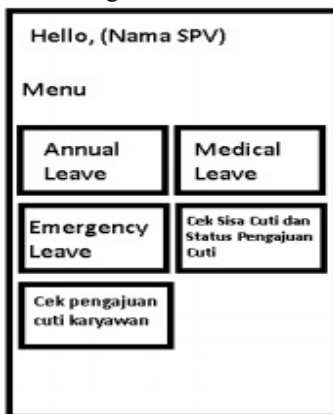 Hello, (Nama SPV)
Menu
Annual
Leave
Medical
Leave
Emergency
Leave
Cek Sisa Cuti dan
Status Pengajuan
Cuti
Cek pengajuan
cuti karyawan